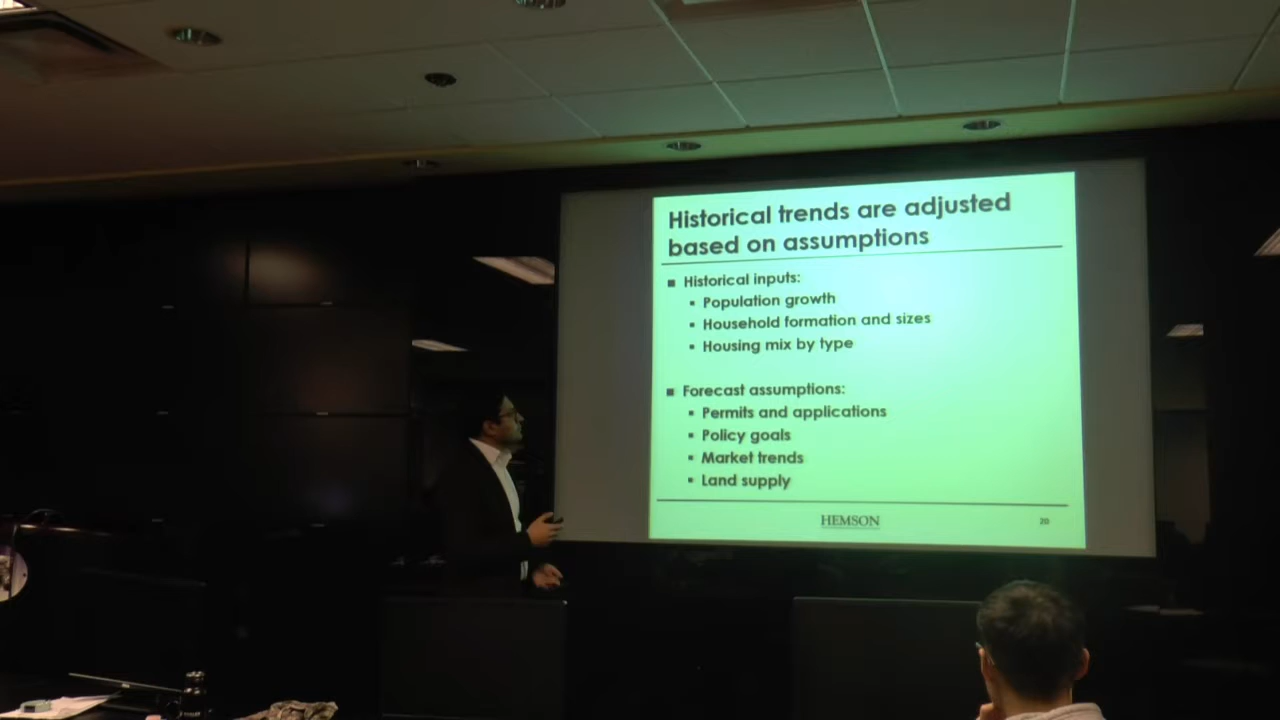 Historical trends are adjusted
based on assumptions
▪ Historical inputs:
▪ Population growth
▪ Household formation and sizes
▪ Housing mix by type
▪ Forecast assumptions:
▪ Permits and applications
▪ Policy goals
▪ Market trends
▪ Land supply
HEMSON
20